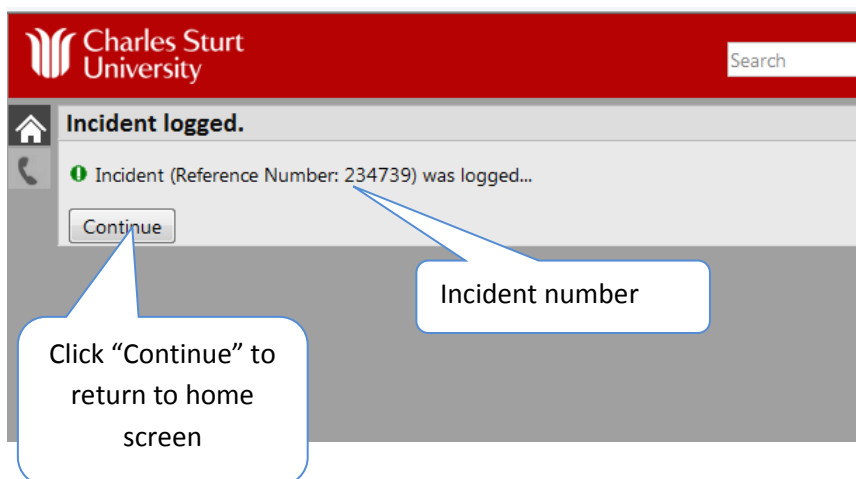 Charles Sturt
University
Search
Incident logged.
Incident (Reference Number: 234739) was logged...
Continue
Incident number
Click “Continue” to
return to home
screen